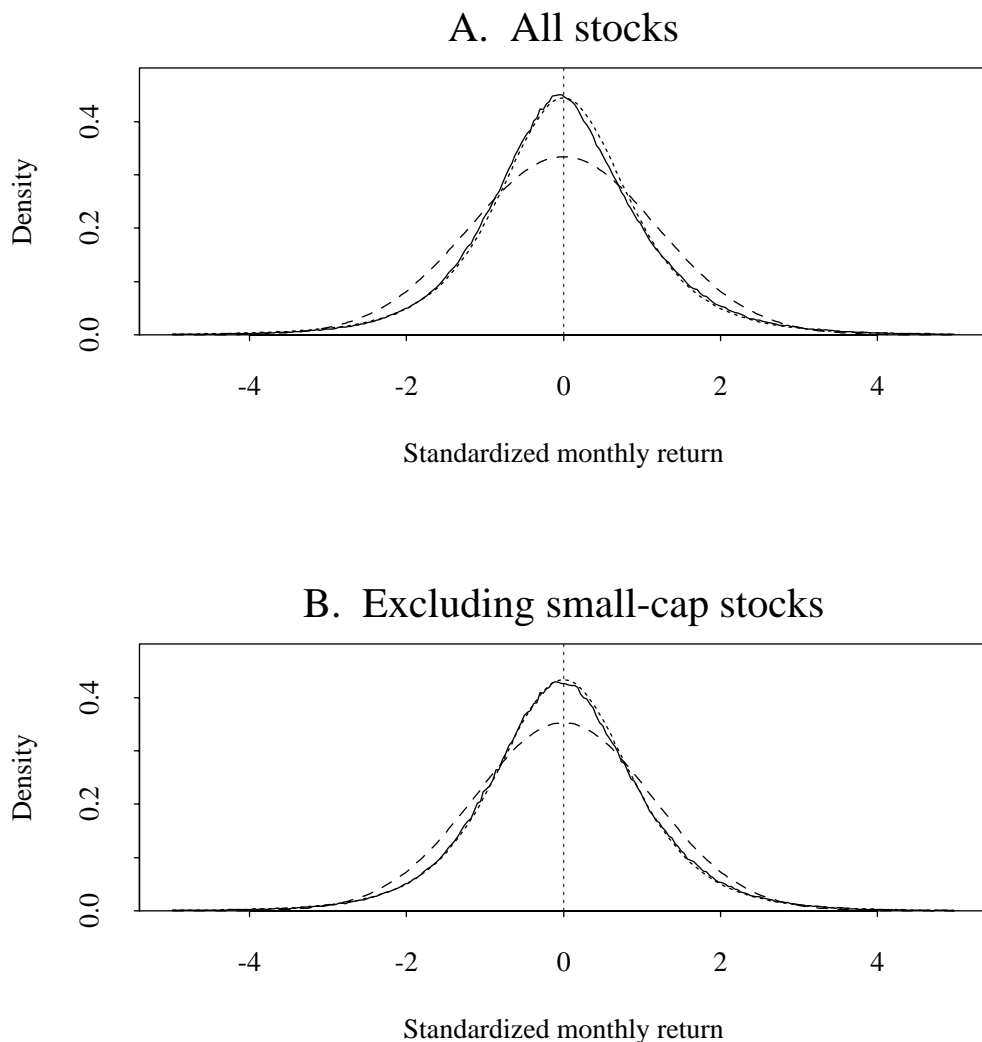 A. All stocks
Density
0.0
0.2
0.4
-4
-2
0
2
4
Standardized monthly return
B. Excluding small-cap stocks
Density
0.0
0.2
0.4
-4
-2
0
2
4
Standardized monthly return